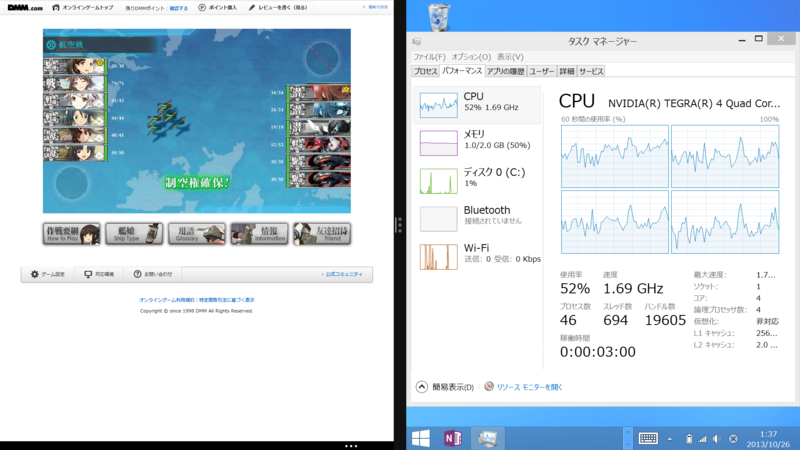 DMM.com
オンラインゲームトップ
残りDMMポイント：確認する
ポイント購入
レビューを書く(見る)
航空戦
制空権確保!
作戦要綱
How to Play
艦娘
Ship Type
用語
Glossary
情報
Information
友達招待
Friend
ゲーム設定
対応機種
お問い合わせ
公式コミュニティ
オンラインゲーム利用規約｜特定商取引法に基づく表示
Copyright © since 1998 DMM All Rights Reserved.
タスク マネージャー
ファイル(F) オプション(O) 表示(V)
プロセス パフォーマンス アプリの履歴 ユーザー 詳細 サービス
CPU
52% 1.69 GHz
メモリ
1.0/2.0 GB (50%)
ディスク 0 (C:)
1%
Bluetooth
接続されていません
Wi-Fi
送信: 0 受信: 0 Kbps
CPU NVIDIA(R) TEGRA(R) 4 Quad Cor...
60 秒間の使用率 (%) 100%
使用率 速度
52% 1.69 GHz
プロセス数 スレッド数 ハンドル数
46 694 19605
稼働時間
0:00:03:00
最大速度: 1.7...
ソケット: 1
コア: 4
論理プロセッサ数: 4
仮想化: 非対応
L1 キャッシュ: 256...
L2 キャッシュ: 2.0 ...
簡易表示(D)
リソース モニターを開く
1:37
2013/10/26